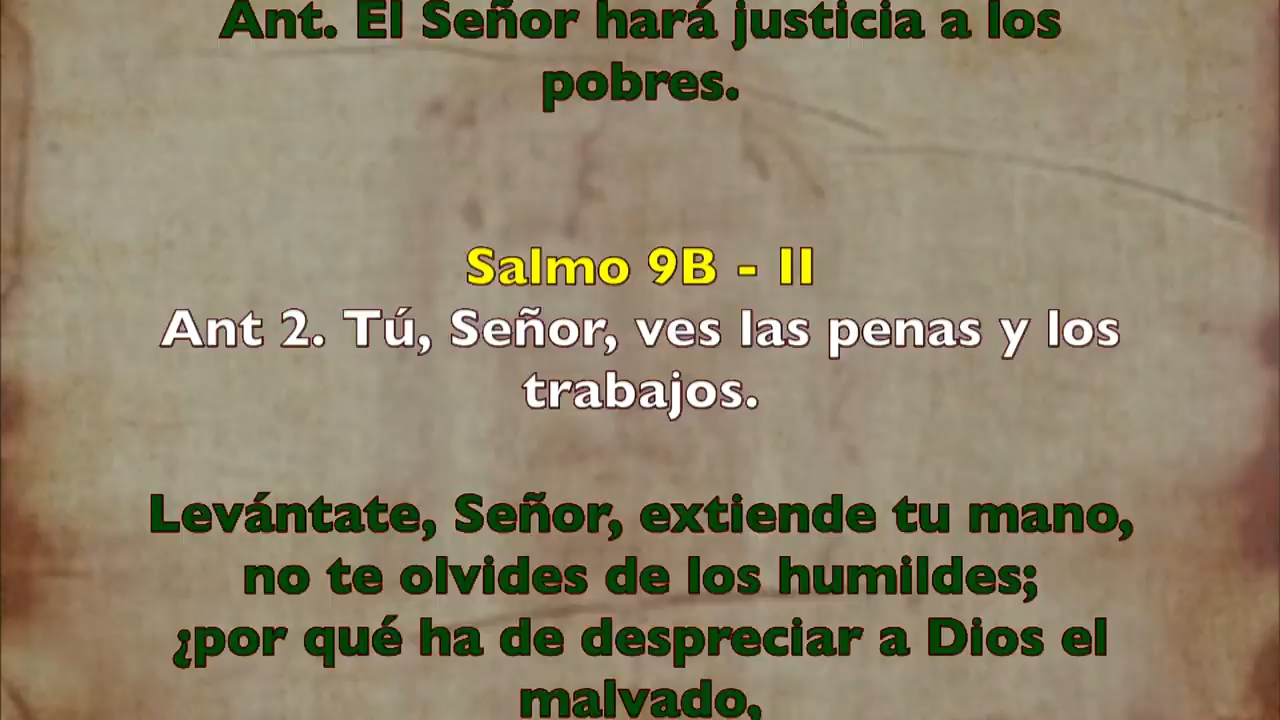 Ant. El Señor hará justicia a los
pobres.
Salmo 9B - II
Ant 2. Tú, Señor, ves las penas y los
trabajos.
Levántate, Señor, extiende tu mano,
no te olvides de los humildes;
¿por qué ha de despreciar a Dios el
malvado,